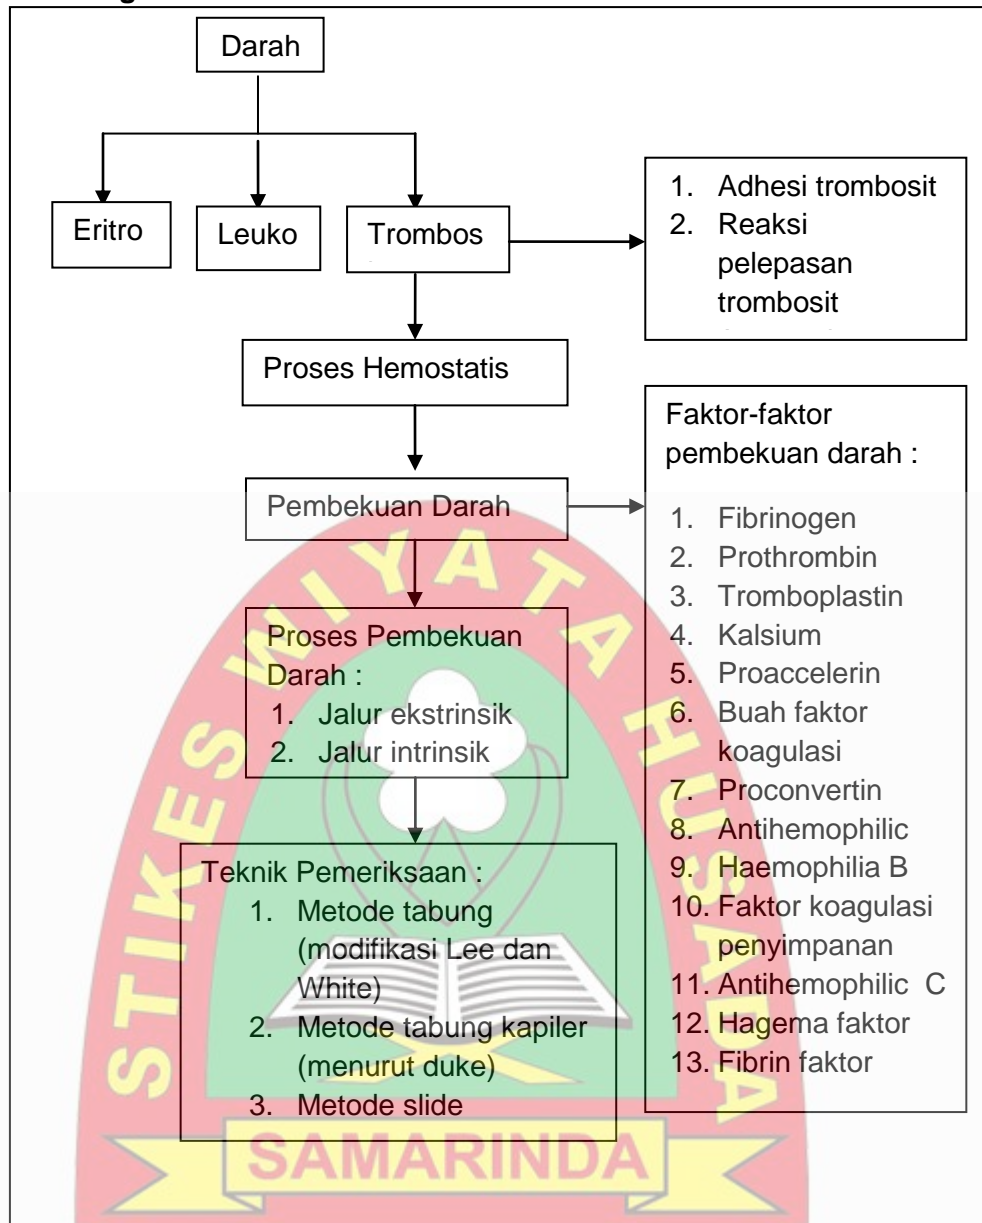 Darah
Eritro
Leuko
Trombos
1. Adhesi trombosit
2. Reaksi
pelepasan
trombosit
Proses Hemostatis
Pembekuan Darah
Faktor-faktor
pembekuan darah :
1. Fibrinogen
2. Prothrombin
3. Tromboplastin
4. Kalsium
5. Proaccelerin
6. Buah faktor
koagulasi
7. Proconvertin
8. Antihemophilic
9. Haemophilia B
10. Faktor koagulasi
penyimpanan
11. Antihemophilic C
12. Hagema faktor
13. Fibrin faktor
Proses Pembekuan
Darah :
1. Jalur ekstrinsik
2. Jalur intrinsik
Teknik Pemeriksaan :
1. Metode tabung
(modifikasi Lee dan
White)
2. Metode tabung kapiler
(menurut duke)
3. Metode slide
STIKES WIYATA HUSADA
SAMARINDA